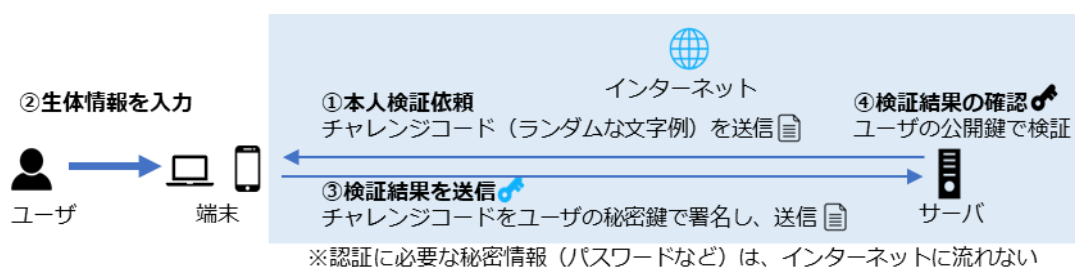 インターネット
②生体情報を入力
①本人検証依頼
チャレンジコード（ランダムな文字例）を送信
④検証結果の確認
ユーザの公開鍵で検証
③検証結果を送信
チャレンジコードをユーザの秘密鍵で署名し、送信
ユーザ
端末
サーバ
※認証に必要な秘密情報（パスワードなど）は、インターネットに流れない